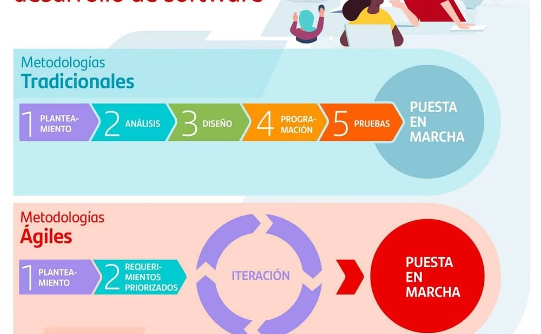 desarrollo de software
Metodologías
Tradicionales
1 PLANTEA-
MIENTO
2 ANÁLISIS
3 DISEÑO
4 PROGRA-
MACIÓN
5 PRUEBAS
PUESTA
EN
MARCHA
Metodologías
Ágiles
1 PLANTEA-
MIENTO
2 REQUERI-
MIENTOS
PRIORIZADOS
ITERACIÓN
PUESTA
EN
MARCHA